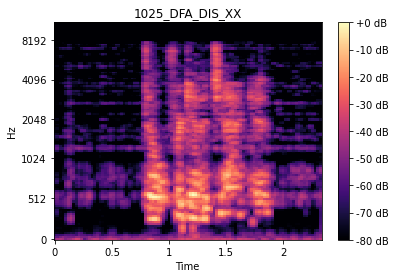 1025_DFA_DIS_XX
8192
4096
2048
1024
512
0
Hz
0
0.5
1
1.5
2
Time
+0 dB
-10 dB
-20 dB
-30 dB
-40 dB
-50 dB
-60 dB
-70 dB
-80 dB